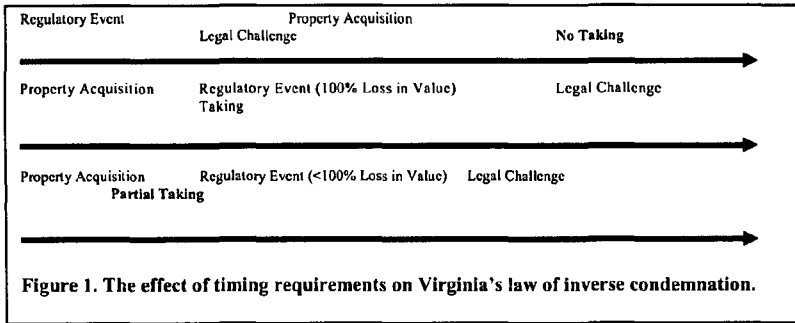 Regulatory Event Property Acquisition
Legal Challenge No Taking
Property Acquisition Regulatory Event (100% Loss in Value) Legal Challenge
Taking
Property Acquisition Regulatory Event (<100% Loss in Value) Legal Challenge
Partial Taking
Figure 1. The effect of timing requirements on Virginia's law of inverse condemnation.